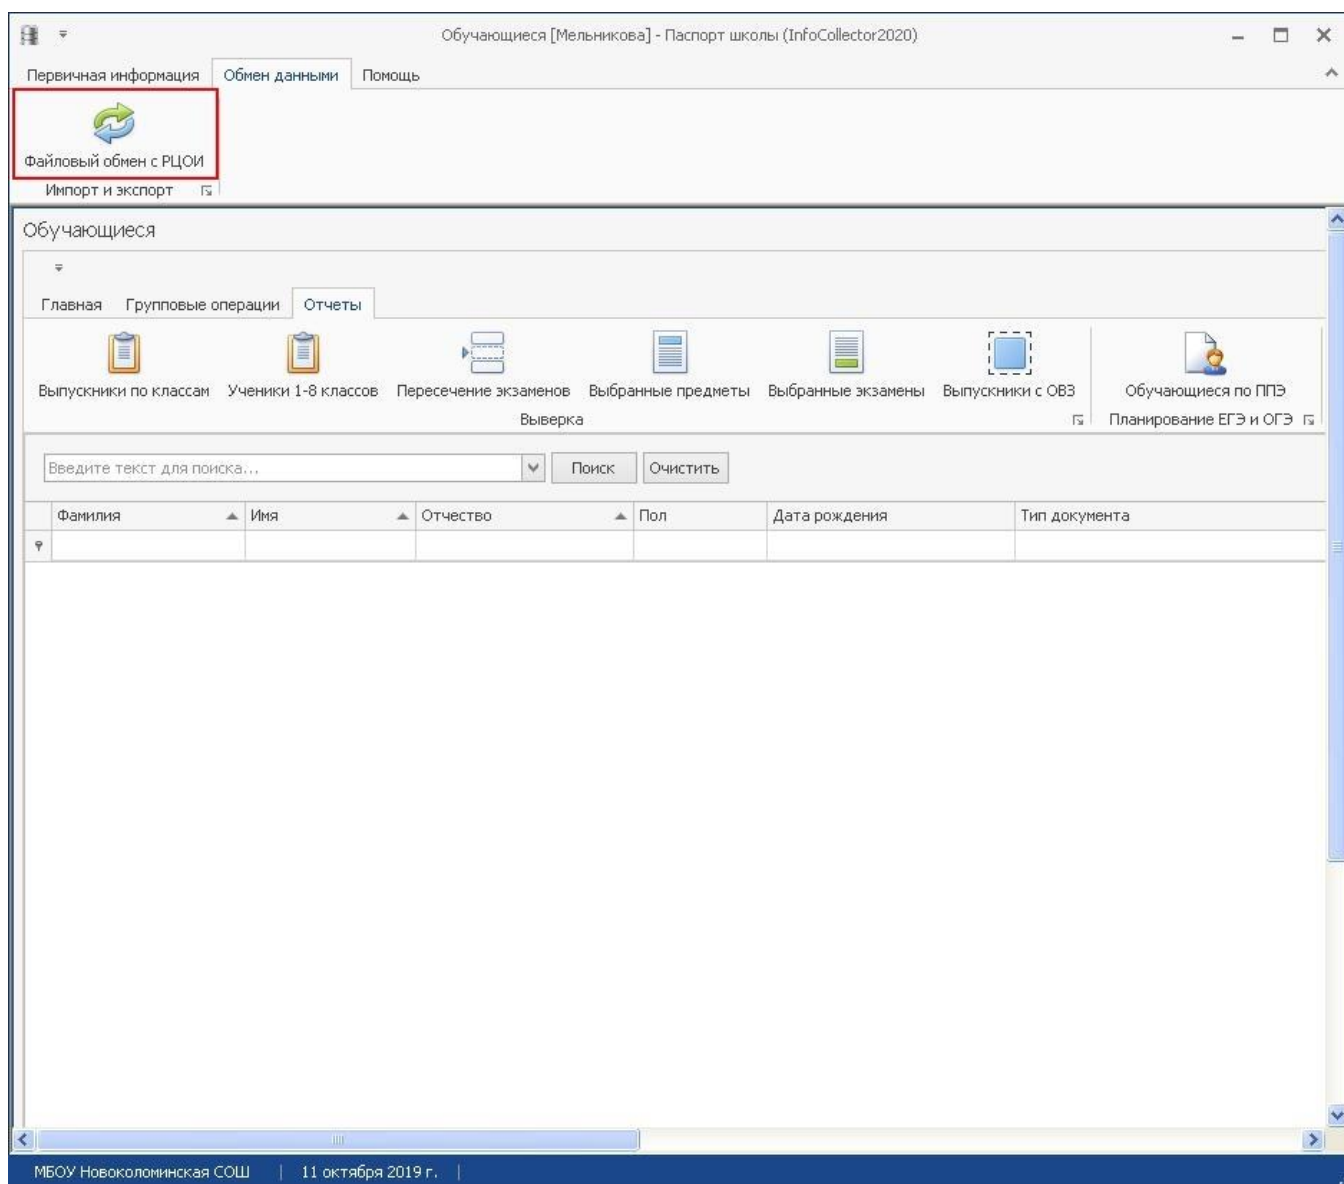 Обучающиеся [Мельникова] - Паспорт школы (InfoCollector2020)
Первичная информация Обмен данными Помощь
Файловый обмен с РЦОИ
Импорт и экспорт
Обучающиеся
Главная Групповые операции Отчеты
Выпускники по классам Ученики 1-8 классов Пересечение экзаменов Выбранные предметы Выбранные экзамены Выпускники с ОВЗ Обучающиеся по ППЭ
Выверка Планирование ЕГЭ и ОГЭ
Введите текст для поиска... Поиск Очистить
Фамилия Имя Отчество Пол Дата рождения Тип документа
МБОУ Новоколоминская СОШ | 11 октября 2019 г. |